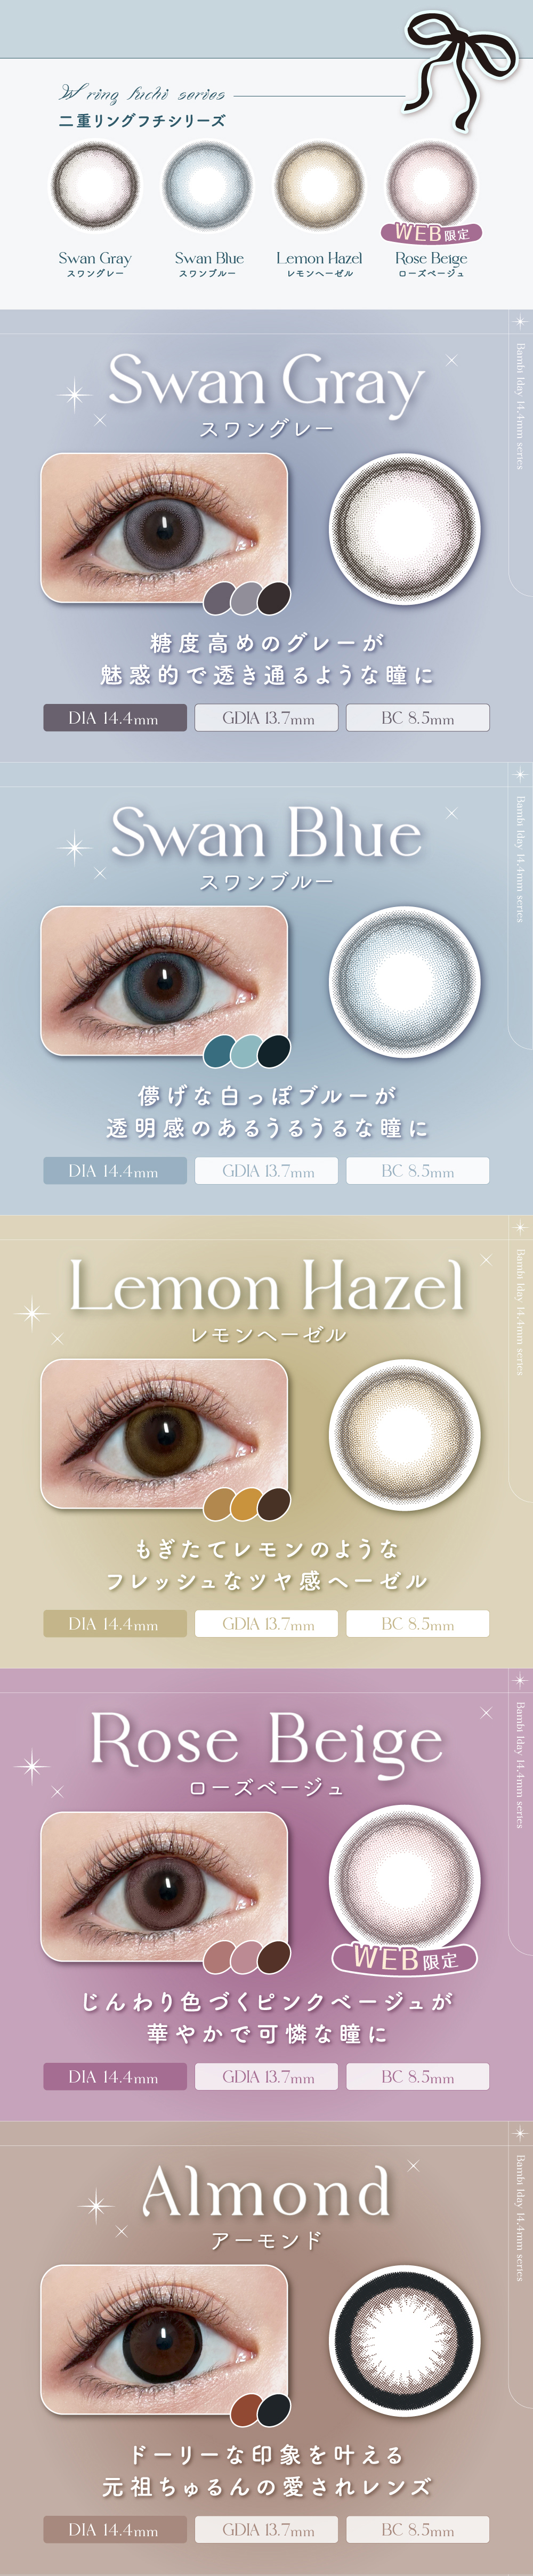 W ring fuchi series
二重リングフチシリーズ
WEB限定
Swan Gray
スワングレー
Swan Blue
スワンブルー
Lemon Hazel
レモンヘーゼル
Rose Beige
ローズベージュ
Bambi 1day 14.4mm series
Swan Gray
スワングレー
糖度高めのグレーが
魅惑的で透き通るような瞳に
DIA 14.4mm
GDIA 13.7mm
BC 8.5mm
Bambi 1day 14.4mm series
Swan Blue
スワンブルー
儚げな白っぽブルーが
透明感のあるうるうるな瞳に
DIA 14.4mm
GDIA 13.7mm
BC 8.5mm
Bambi 1day 14.4mm series
Lemon Hazel
レモンヘーゼル
もぎたてレモンのような
フレッシュなツヤ感ヘーゼル
DIA 14.4mm
GDIA 13.7mm
BC 8.5mm
Bambi 1day 14.4mm series
Rose Beige
ローズベージュ
WEB限定
じんわり色づくピンクベージュが
華やかで可憐な瞳に
DIA 14.4mm
GDIA 13.7mm
BC 8.5mm
Bambi 1day 14.4mm series
Almond
アーモンド
ドーリーな印象を叶える
元祖ちゅるんの愛されレンズ
DIA 14.4mm
GDIA 13.7mm
BC 8.5mm